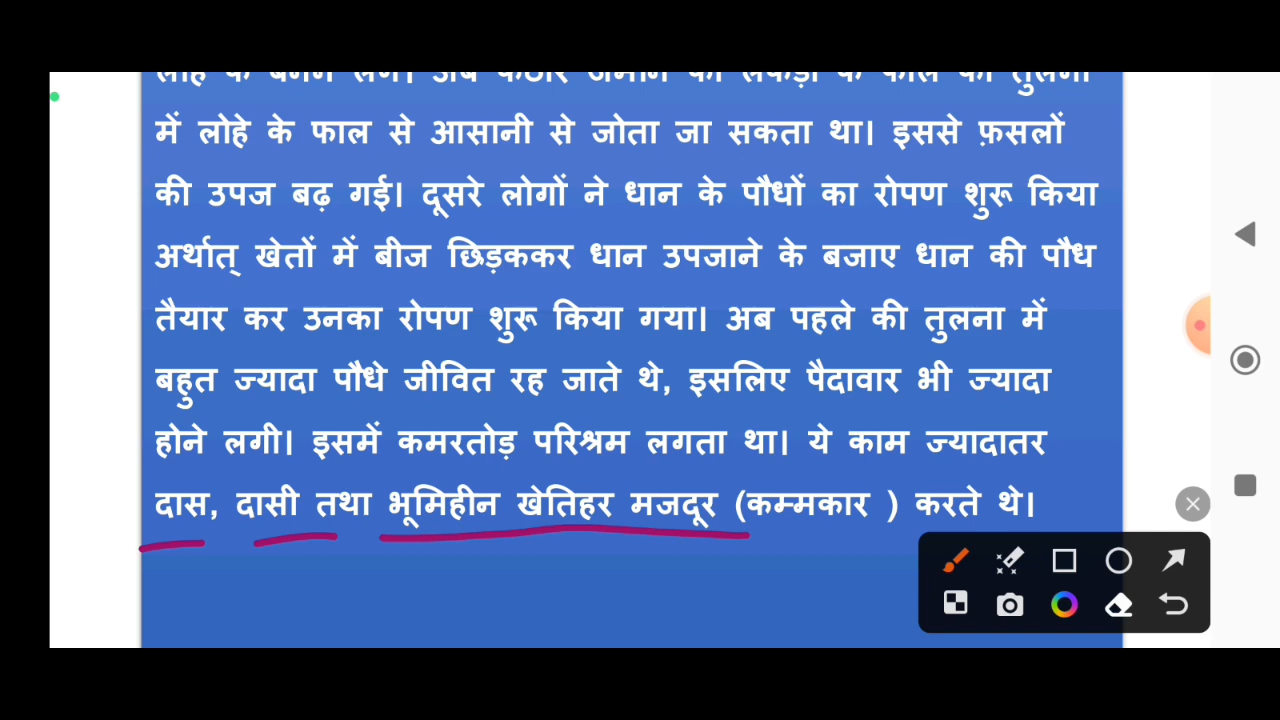 में लोहे के फाल से आसानी से जोता जा सकता था। इससे फ़सलों
की उपज बढ़ गई। दूसरे लोगों ने धान के पौधों का रोपण शुरू किया
अर्थात् खेतों में बीज छिड़ककर धान उपजाने के बजाए धान की पौध
तैयार कर उनका रोपण शुरू किया गया। अब पहले की तुलना में
बहुत ज्यादा पौधे जीवित रह जाते थे, इसलिए पैदावार भी ज्यादा
होने लगी। इसमें कमरतोड़ परिश्रम लगता था। ये काम ज्यादातर
दास, दासी तथा भूमिहीन खेतिहर मजदूर (कम्मकार ) करते थे।